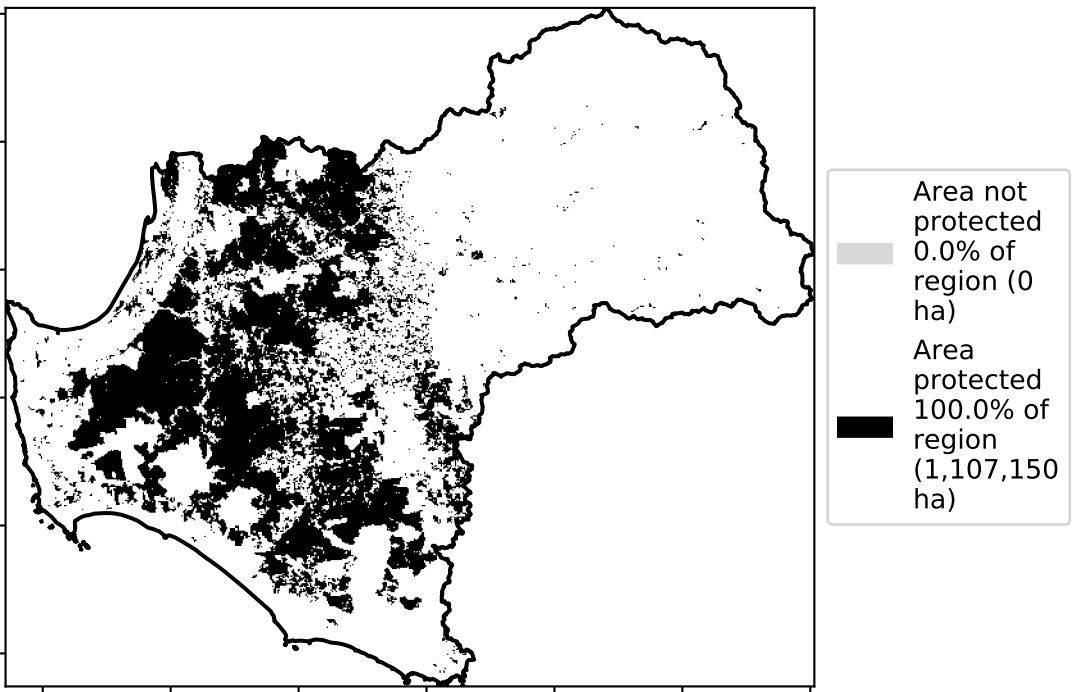 Area not
protected
0.0% of
region (0
ha)
Area
protected
100.0% of
region
(1,107,150
ha)